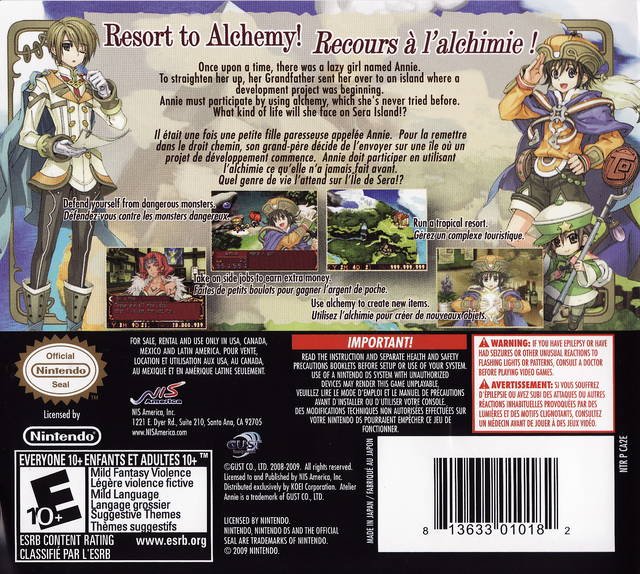 Resort to Alchemy!
Recours à l'alchimie !
Once upon a time, there was a lazy girl named Annie.
To straighten her up, her Grandfather sent her over to an island where a
development project was beginning.
Annie must participate by using alchemy, which she's never tried before.
What kind of life will she face on Sera Island!?
Il était une fois une petite fille paresseuse appelée Annie. Pour la remettre
dans le droit chemin, son grand-père décide de l'envoyer sur une île où un
projet de développement commence. Annie doit participer en utilisant
l'alchimie ce qu'elle n'a jamais fait avant.
Quel genre de vie l'attend sur l'Île de Sera!?
Defend yourself from dangerous monsters.
Défendez-vous contre les monsters dangereux.
Run a tropical resort.
Gérez un complexe touristique.
Take on side jobs to earn extra money.
Faites de petits boulots pour gagner l'argent de poche.
Use alchemy to create new items.
Utilisez l'alchimie pour créer de nouveaux objets.
Official
Nintendo
Seal
Licensed by
Nintendo
FOR SALE, RENTAL AND USE ONLY IN USA, CANADA,
MEXICO AND LATIN AMERICA. POUR VENTE,
LOCATION ET UTILISATION AUX USA, AU CANADA,
AU MEXIQUE ET EN AMÉRIQUE LATINE SEULEMENT.
NIS
America
NIS America, Inc.
1221 E. Dyer Rd., Suite 210, Santa Ana, CA 92705
www.NISAmerica.com
IMPORTANT!
READ THE INSTRUCTION AND SEPARATE HEALTH AND SAFETY
PRECAUTIONS BOOKLETS BEFORE SETUP OR USE OF YOUR SYSTEM.
USE OF A NINTENDO DS SYSTEM WITH UNAUTHORIZED
DEVICES MAY RENDER THIS GAME UNPLAYABLE.
VEUILLEZ LIRE LE MODE D'EMPLOI ET LE MANUEL DE PRÉCAUTIONS
AVANT D'INSTALLER OU D'UTILISER VOTRE CONSOLE.
DES MODIFICATIONS TECHNIQUES NON AUTORISÉES EFFECTUÉES SUR
VOTRE NINTENDO DS POURRAIENT EMPÊCHER CE JEU DE
FONCTIONNER.
WARNING: IF YOU HAVE EPILEPSY OR HAVE
HAD SEIZURES OR OTHER UNUSUAL REACTIONS TO
FLASHING LIGHTS OR PATTERNS, CONSULT A DOCTOR
BEFORE PLAYING VIDEO GAMES.
AVERTISSEMENT: SI VOUS SOUFFREZ
D'ÉPILEPSIE OU AVEZ SUBI DES ATTAQUES OU AUTRES
RÉACTIONS INHABITUELLES PROVOQUÉES PAR DES
LUMIÈRES ET DES MOTIFS CLIGNOTANTS, CONSULTEZ
UN MÉDECIN AVANT DE JOUER À DES JEUX VIDÉO.
GUST
©GUST CO., LTD. 2008-2009. All rights reserved.
Licensed to and Published by NIS America, Inc.
Distributed exclusively by KOEI Corporation. Atelier
Annie is a trademark of GUST CO., LTD.
LICENSED BY NINTENDO.
NINTENDO, NINTENDO DS AND THE OFFICIAL
SEAL ARE TRADEMARKS OF NINTENDO.
© 2009 NINTENDO.
MADE IN JAPAN / FABRIQUÉ AU JAPON
EVERYONE 10+ ENFANTS ET ADULTES 10+ ™
E
10+
Mild Fantasy Violence
Légère violence fictive
Mild Language
Langage grossier
Suggestive Themes
Thèmes suggestifs
ESRB CONTENT RATING www.esrb.org
CLASSIFIÉ PAR L'ESRB
8 13633 01018 2
NTR P CA2E